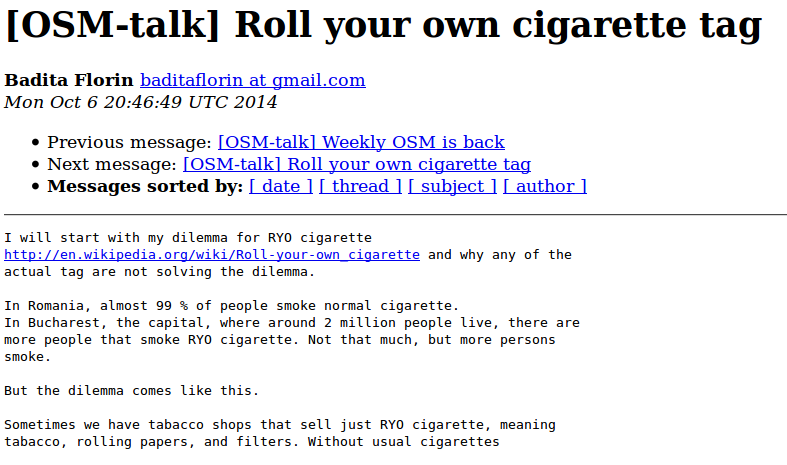 [OSM-talk] Roll your own cigarette tag
Badita Florin baditaflorin at gmail.com
Mon Oct 6 20:46:49 UTC 2014
Previous message: [OSM-talk] Weekly OSM is back
Next message: [OSM-talk] Roll your own cigarette tag
Messages sorted by: [ date ] [ thread ] [ subject ] [ author ]
I will start with my dilemma for RYO cigarette
http://en.wikipedia.org/wiki/Roll-your-own_cigarette and why any of the
actual tag are not solving the dilemma.
In Romania, almost 99 % of people smoke normal cigarette.
In Bucharest, the capital, where around 2 million people live, there are
more people that smoke RYO cigarette. Not that much, but more persons
smoke.
But the dilemma comes like this.
Sometimes we have tabacco shops that sell just RYO cigarette, meaning
tabacco, rolling papers, and filters. Without usual cigarettes